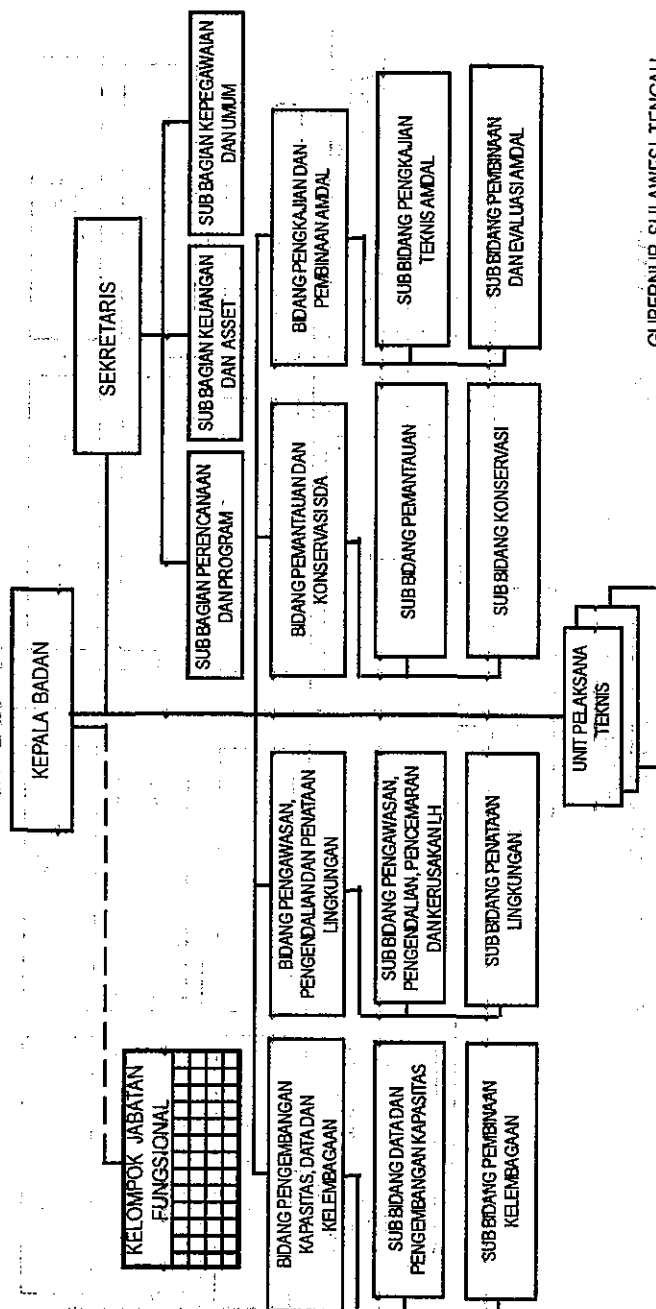 KEPALA BADAN
KELOMPOK JABATAN
FUNGSIONAL
SEKRETARIS
SUB BAGIAN PERENCANAAN
DAN PROGRAM
SUB BAGIAN KEUANGAN
DAN ASSET
SUB BAGIAN KEPEGAWAIAN
DAN UMUM
BIDANG PENGEMBANGAN
KAPASITAS, DATA DAN
KELEMBAGAAN
BIDANG PENGAWASAN,
PENGENDALIAN DAN PENATAAN
LINGKUNGAN
BIDANG PEMANTAUAN DAN
KONSERVASI SDA
BIDANG PENGKAJIAN DAN
PEMBINAAN AMDAL
SUB BIDANG DATA DAN
PENGEMBANGAN KAPASITAS
SUB BIDANG PENGAWASAN,
PENGENDALIAN, PENCEMARAN
DAN KERUSAKAN LH
SUB BIDANG PEMANTAUAN
SUB BIDANG PENGKAJIAN
TEKNIS AMDAL
SUB BIDANG PEMBINAAN
KELEMBAGAAN
SUB BIDANG PENATAAN
LINGKUNGAN
SUB BIDANG KONSERVASI
SUB BIDANG PEMBINAAN
DAN EVALUASI AMDAL
UNIT PELAKSANA
TEKNIS
GUBERNUR SULAWESI TENGAH